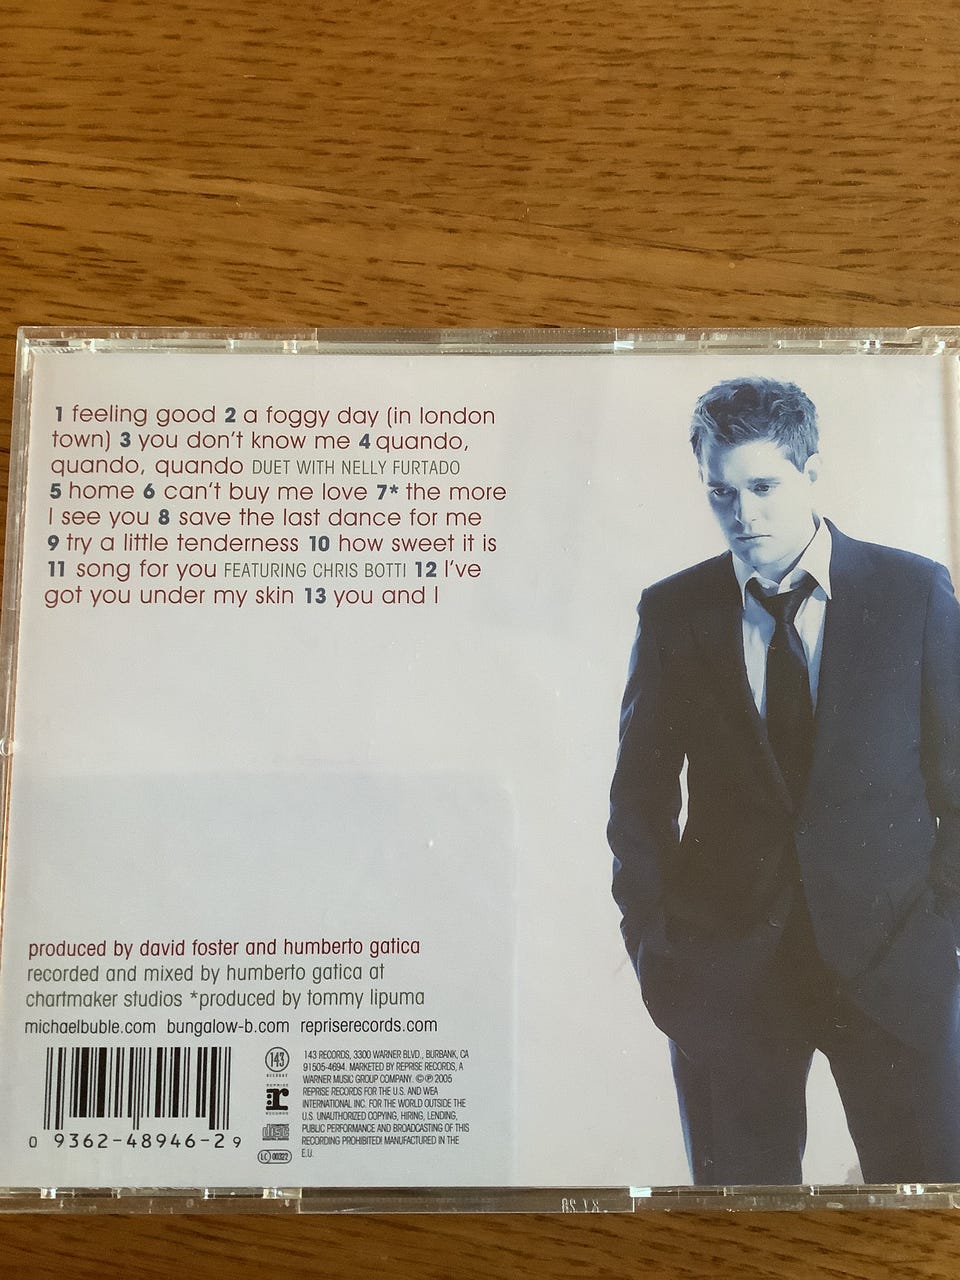 1 feeling good 2 a foggy day (in london
town) 3 you don't know me 4 quando,
quando, quando DUET WITH NELLY FURTADO
5 home 6 can't buy me love 7* the more
I see you 8 save the last dance for me
9 try a little tenderness 10 how sweet it is
11 song for you FEATURING CHRIS BOTTI 12 I've
got you under my skin 13 you and I
produced by david foster and humberto gatica
recorded and mixed by humberto gatica at
chartmaker studios *produced by tommy lipuma
michaelbuble.com bungalow-b.com repriserecords.com
143
RECORDS
REPRISE
r
RECORDS
LC 00322
143 RECORDS, 3300 WARNER BLVD., BURBANK, CA
91505-4694. MARKETED BY REPRISE RECORDS, A
WARNER MUSIC GROUP COMPANY. ©℗ 2005
REPRISE RECORDS FOR THE U.S. AND WEA
INTERNATIONAL INC. FOR THE WORLD OUTSIDE THE
U.S. UNAUTHORIZED COPYING, HIRING, LENDING,
PUBLIC PERFORMANCE AND BROADCASTING OF THIS
RECORDING PROHIBITED! MANUFACTURED IN THE
E.U.
0 9362-48946-2 9